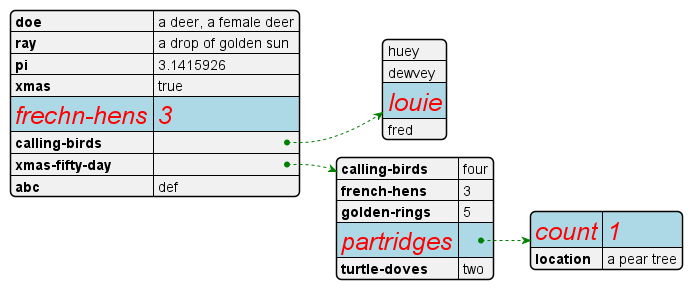 doe a deer, a female deer
ray a drop of golden sun
pi 3.1415926
xmas true
frechn-hens 3
calling-birds
xmas-fifty-day
abc def
huey
dewvey
louie
fred
calling-birds four
french-hens 3
golden-rings 5
partridges
turtle-doves two
count 1
location a pear tree